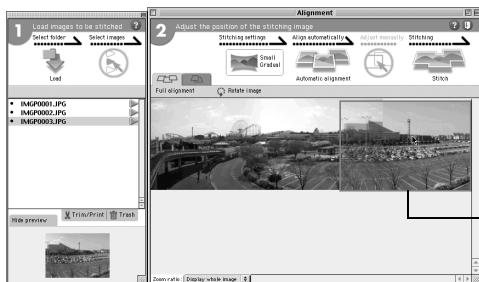 1 Load images to be stitched ?
Select folder
Select images
Load
IMGP0001.JPG
IMGP0002.JPG
IMGP0003.JPG
Hide preview
Trim/Print
Trash
Alignment
2 Adjust the position of the stitching image ?
Stitching settings
Align automatically
Adjust manually
Stitching
Small
Gradual
Automatic alignment
Stitch
Full alignment
Rotate image
Zoom ratio: Display whole image